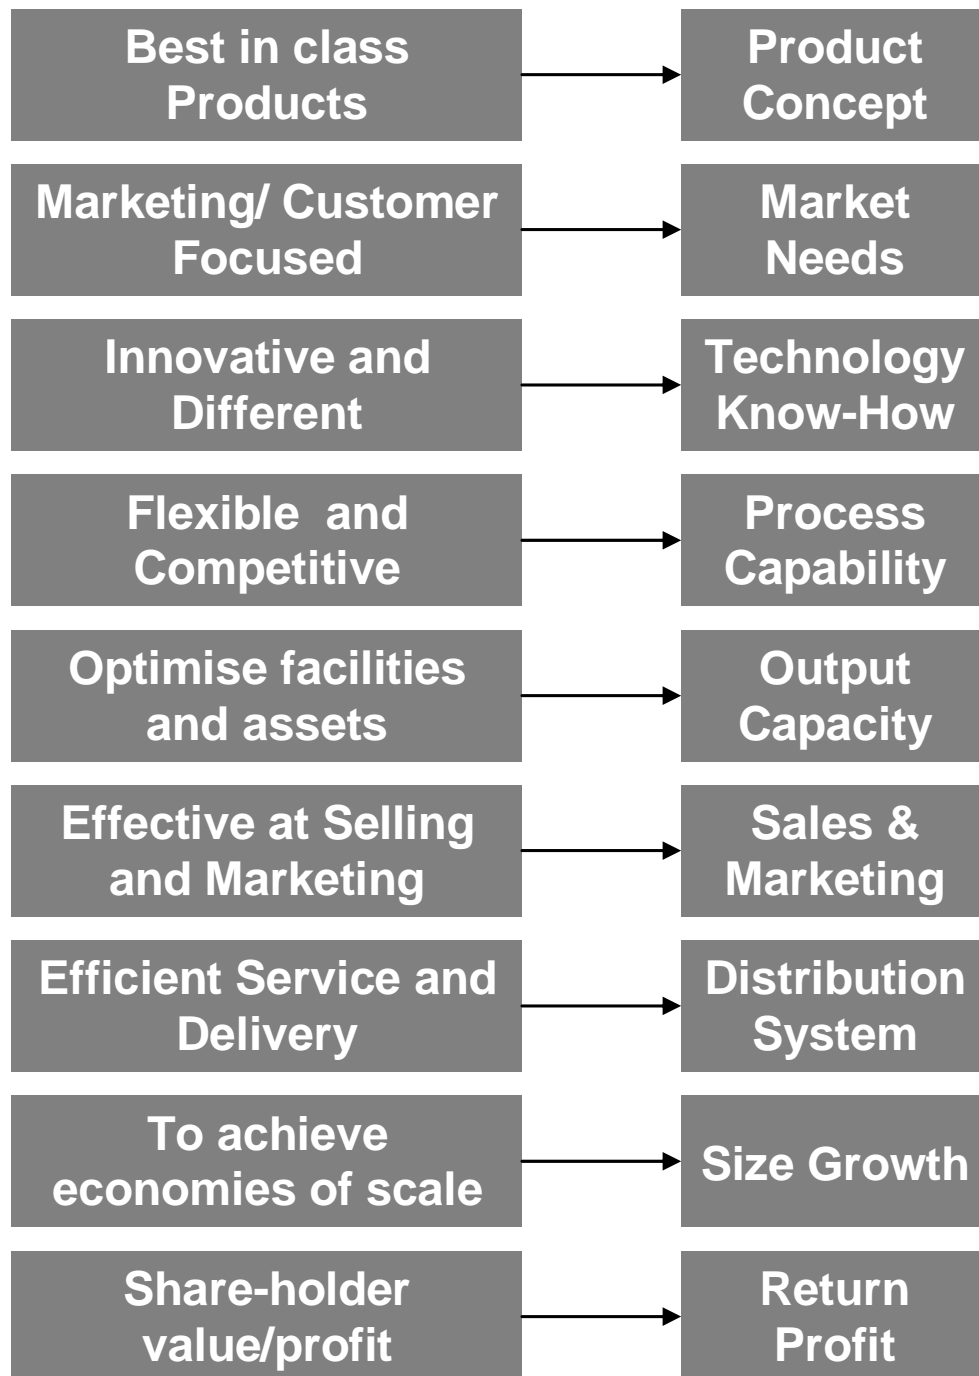 Best in class
Products
Product
Concept
Marketing/ Customer
Focused
Market
Needs
Innovative and
Different
Technology
Know-How
Flexible  and
Competitive
Process
Capability
Optimise facilities
and assets
Output
Capacity
Effective at Selling
and Marketing
Sales &
Marketing
Efficient Service and
Delivery
Distribution
System
To achieve
economies of scale
Size Growth
Share-holder
value/profit
Return
Profit